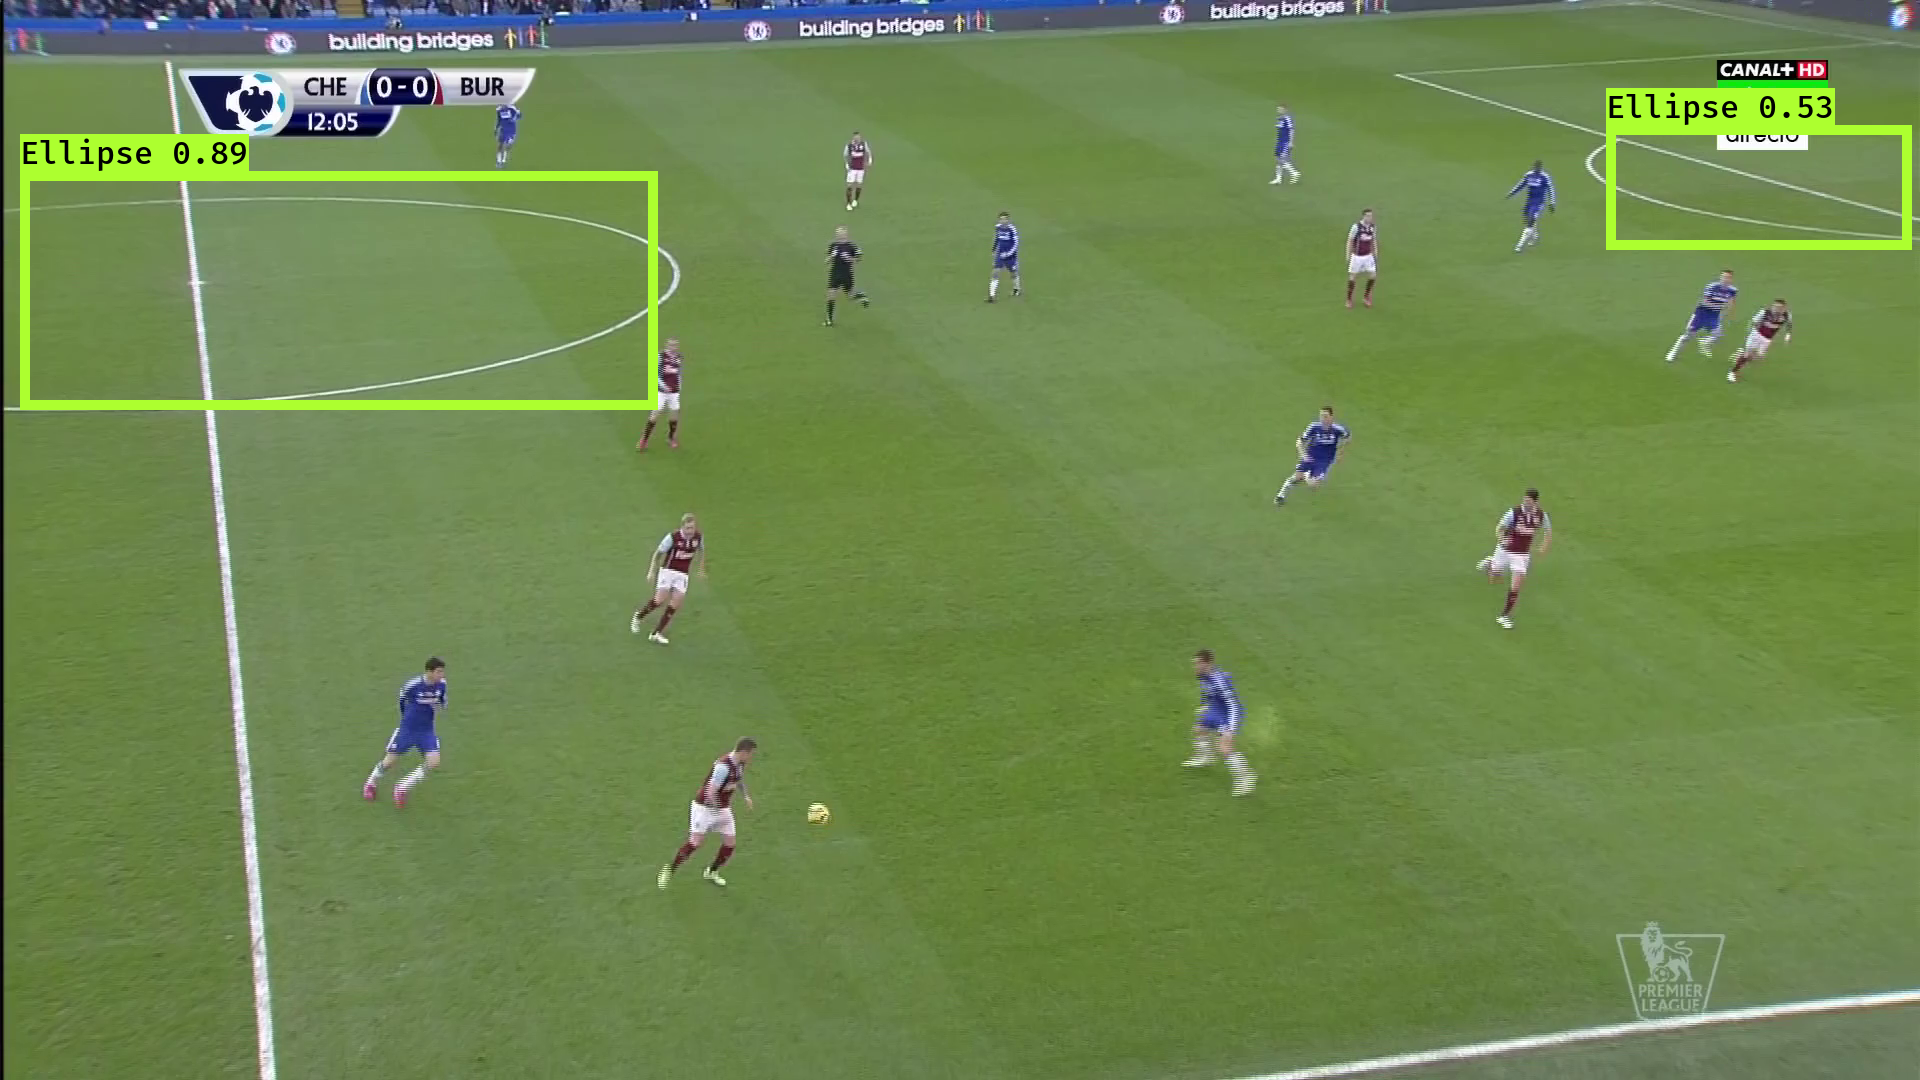 building bridges
building bridges
building bridges
CHE 0-0 BUR
12:05
CANAL+ HD
Ellipse 0.53
directo
Ellipse 0.89
PREMIER
LEAGUE